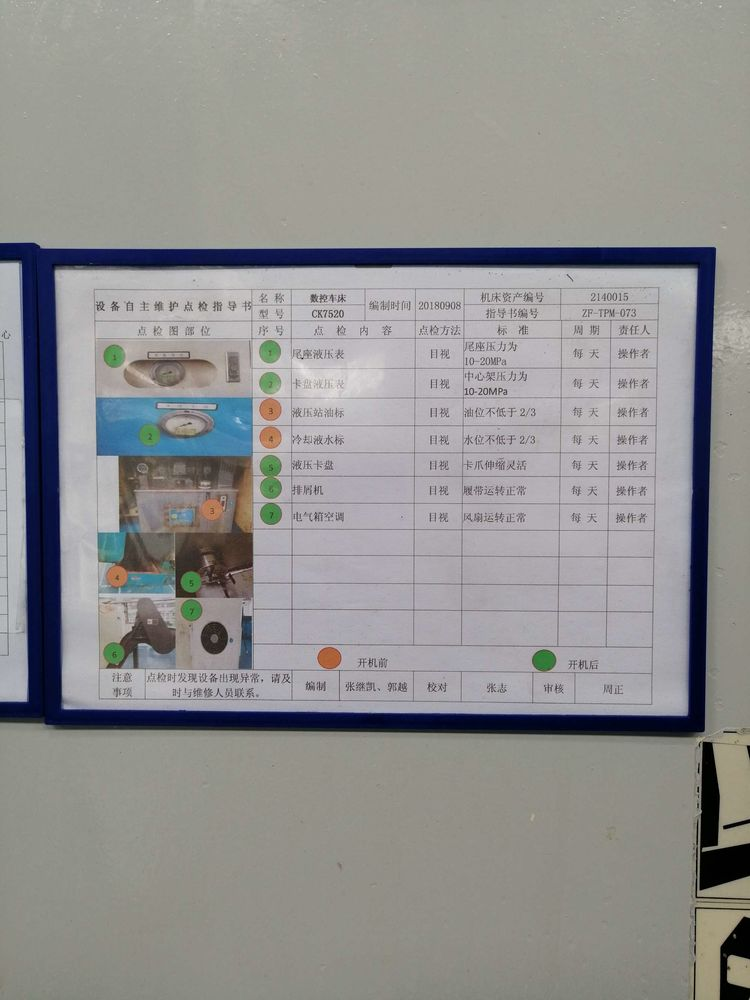 设备自主维护点检指导书 名 称 数控车床 编制时间 20180908 机床资产编号 2140015
型 号 CK7520 指导书编号 ZF-TPM-073
点检图部位 序 号 点 检 内 容 点检方法 标 准 周 期 责任人
1 尾座液压表 目视 尾座压力为
10-20MPa 每 天 操作者
2 卡盘液压表 目视 中心架压力为
10-20MPa 每 天 操作者
3 液压站油标 目视 油位不低于2/3 每 天 操作者
4 冷却液水标 目视 水位不低于2/3 每 天 操作者
5 液压卡盘 目视 卡爪伸缩灵活 每 天 操作者
6 排屑机 目视 履带运转正常 每 天 操作者
7 电气箱空调 目视 风扇运转正常 每 天 操作者
1
2
3
4
5
6
7
开机前 开机后
注意
事项
点检时发现设备出现异常，请及
时与维修人员联系。
编制 张继凯、郭越 校对 张志 审核 周正
心